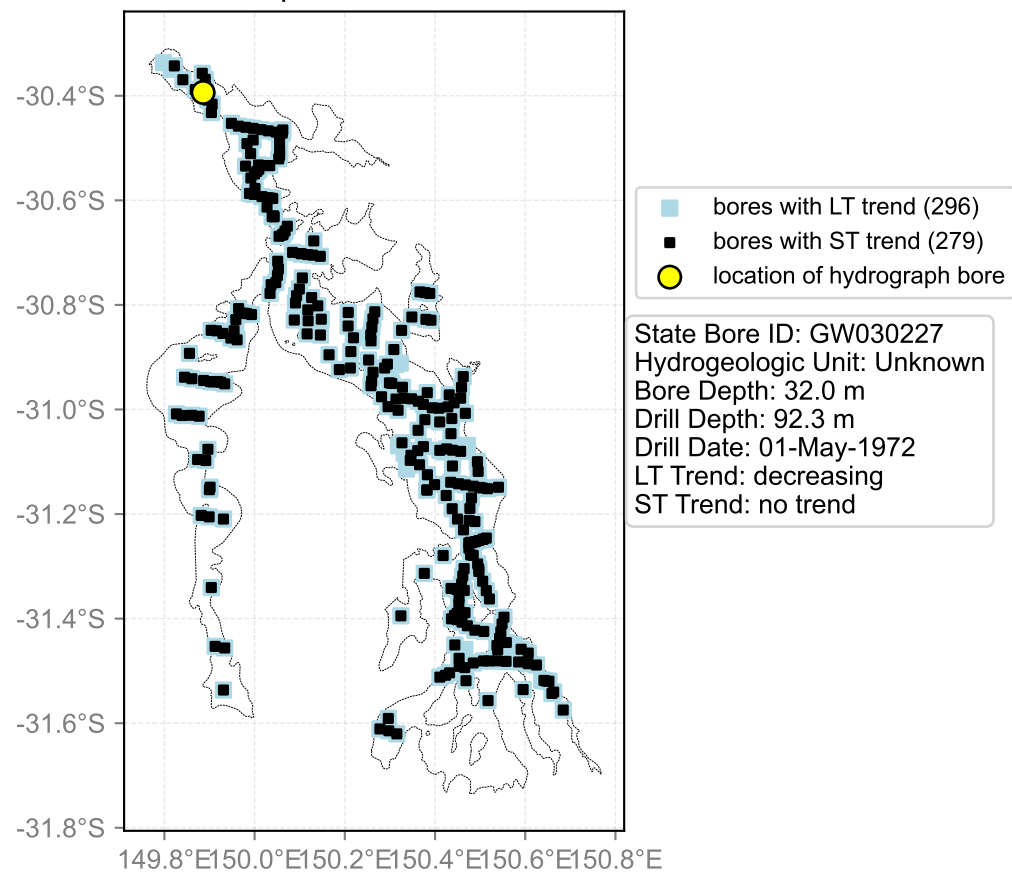 -30.4°S
-30.6°S
-30.8°S
-31.0°S
-31.2°S
-31.4°S
-31.6°S
-31.8°S
149.8°E150.0°E150.2°E150.4°E150.6°E150.8°E
bores with LT trend (296)
bores with ST trend (279)
location of hydrograph bore
State Bore ID: GW030227
Hydrogeologic Unit: Unknown
Bore Depth: 32.0 m
Drill Depth: 92.3 m
Drill Date: 01-May-1972
LT Trend: decreasing
ST Trend: no trend